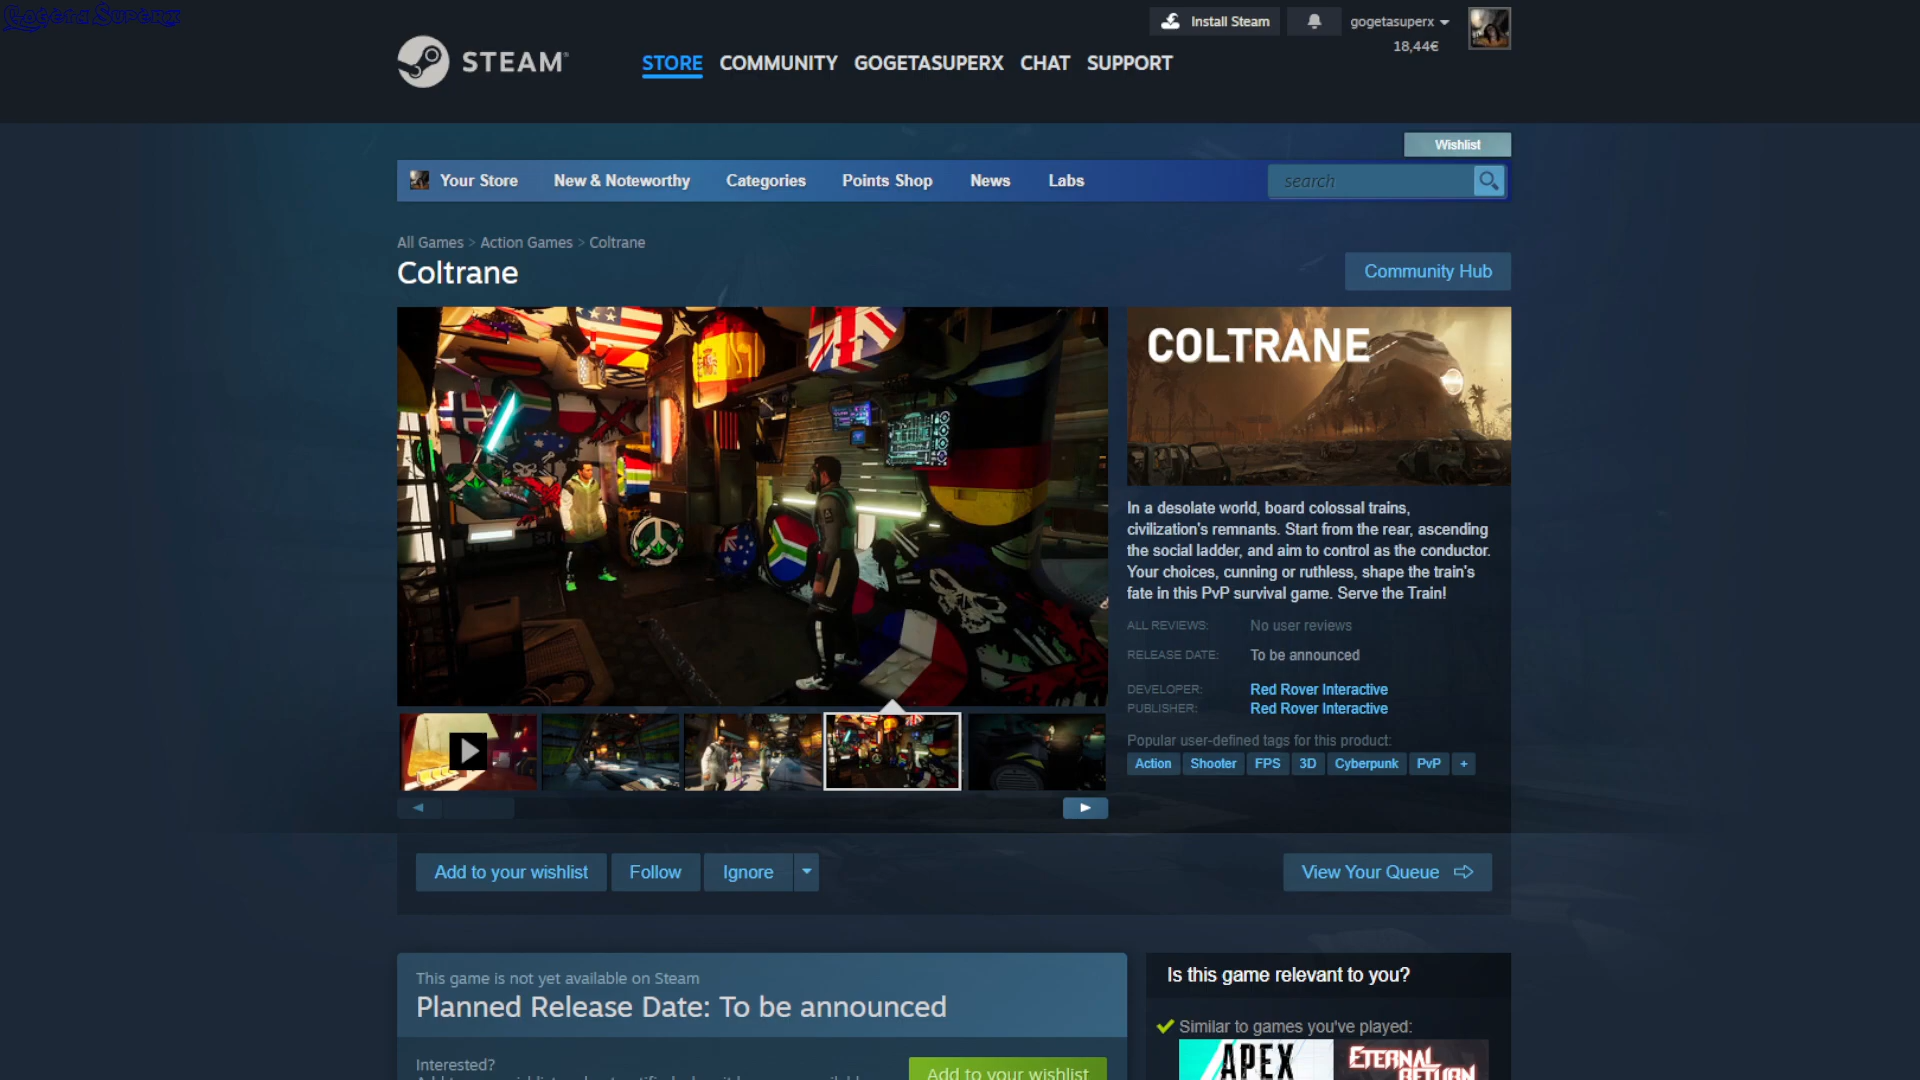 Gogeta Superx
Install Steam
gogetasuperx
18,44€
STEAM
STORE
COMMUNITY
GOGETASUPERX
CHAT
SUPPORT
Wishlist
Your Store
New & Noteworthy
Categories
Points Shop
News
Labs
search
All Games > Action Games > Coltrane
Coltrane
Community Hub
COLTRANE
In a desolate world, board colossal trains,
civilization's remnants. Start from the rear, ascending
the social ladder, and aim to control as the conductor.
Your choices, cunning or ruthless, shape the train's
fate in this PvP survival game. Serve the Train!
ALL REVIEWS: No user reviews
RELEASE DATE: To be announced
DEVELOPER: Red Rover Interactive
PUBLISHER: Red Rover Interactive
Popular user-defined tags for this product:
Action Shooter FPS 3D Cyberpunk PvP +
Add to your wishlist
Follow
Ignore
View Your Queue
This game is not yet available on Steam
Planned Release Date: To be announced
Interested?
Add to your wishlist
Is this game relevant to you?
Similar to games you've played:
APEX
ETERNAL
RETURN